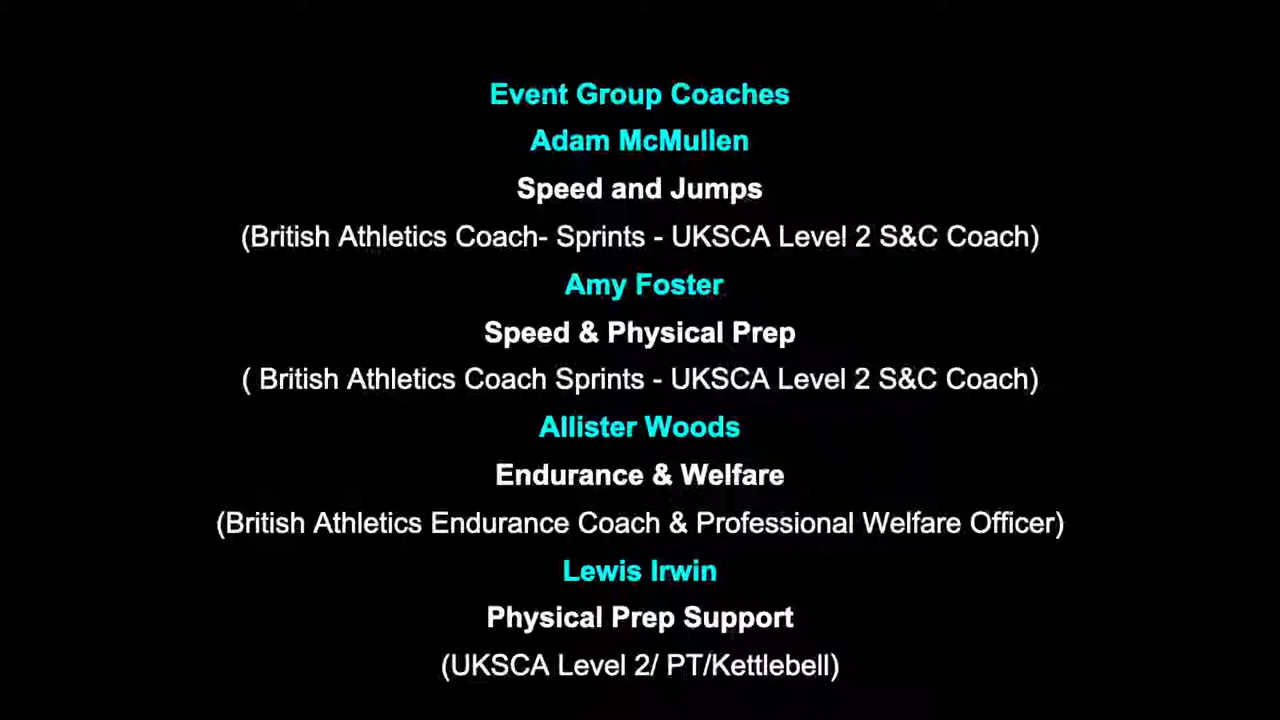 Event Group Coaches
Adam McMullen
Speed and Jumps
(British Athletics Coach- Sprints - UKSCA Level 2 S&C Coach)
Amy Foster
Speed & Physical Prep
( British Athletics Coach Sprints - UKSCA Level 2 S&C Coach)
Allister Woods
Endurance & Welfare
(British Athletics Endurance Coach & Professional Welfare Officer)
Lewis Irwin
Physical Prep Support
(UKSCA Level 2/ PT/Kettlebell)